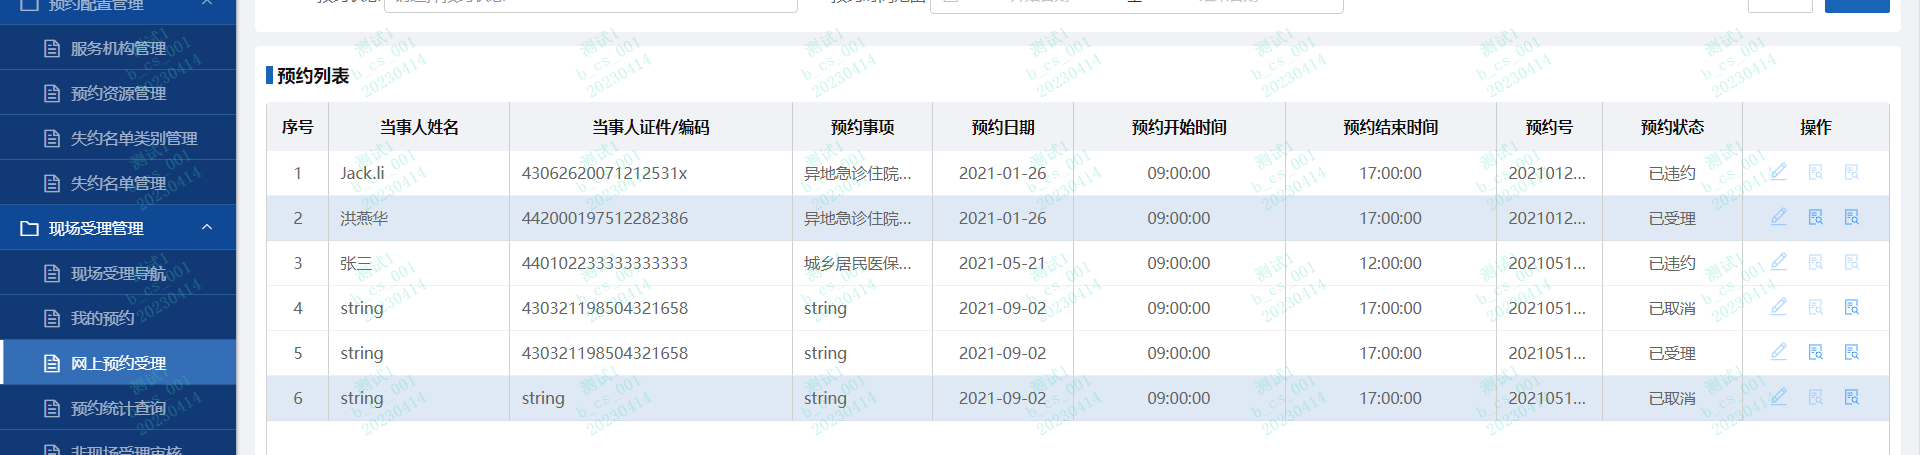 预约配置管理
服务机构管理
预约资源管理
失约名单类别管理
失约名单管理
现场受理管理
现场受理导航
我的预约
网上预约受理
预约统计查询
非现场受理审核
预约列表
序号 当事人姓名 当事人证件/编码 预约事项 预约日期 预约开始时间 预约结束时间 预约号 预约状态 操作
1 Jack.li 43062620071212531x 异地急诊住院... 2021-01-26 09:00:00 17:00:00 2021012... 已违约
2 洪燕华 442000197512282386 异地急诊住院... 2021-01-26 09:00:00 17:00:00 2021012... 已受理
3 张三 440102233333333333 城乡居民医保... 2021-05-21 09:00:00 12:00:00 2021051... 已违约
4 string 430321198504321658 string 2021-09-02 09:00:00 17:00:00 2021051... 已取消
5 string 430321198504321658 string 2021-09-02 09:00:00 17:00:00 2021051... 已受理
6 string string string 2021-09-02 09:00:00 17:00:00 2021051... 已取消
测试1
b_cs_001
20230414